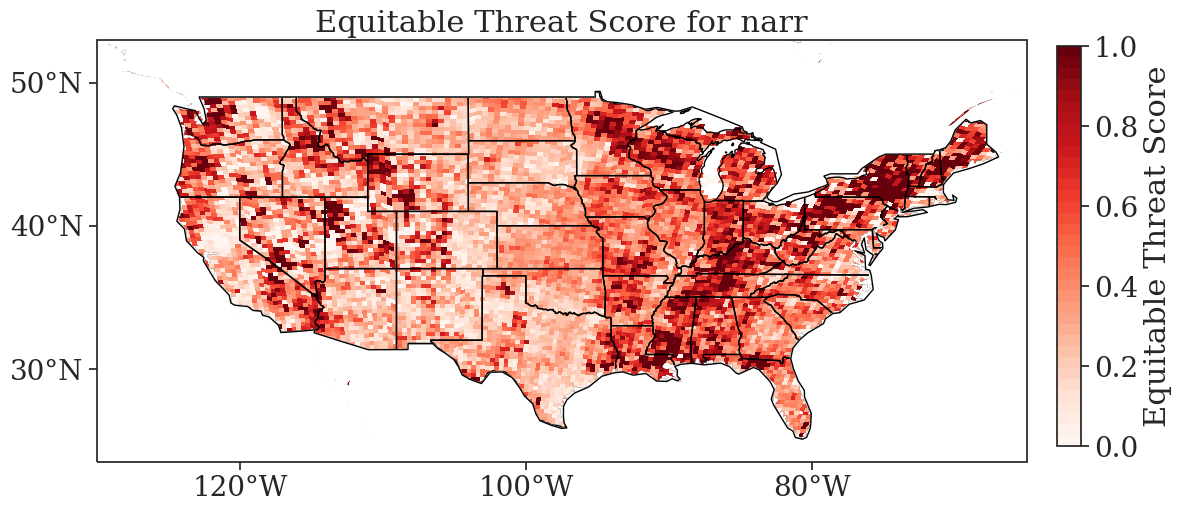 Equitable Threat Score for narr
50°N
40°N
30°N
120°W
100°W
80°W
1.0
0.8
0.6
0.4
0.2
0.0
Equitable Threat Score